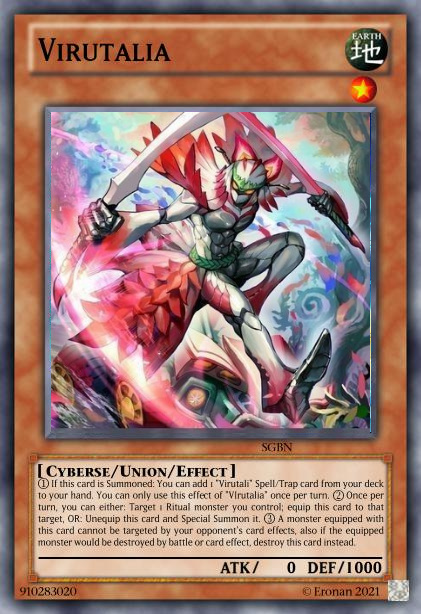 VIRUTALIA
EARTH
地
SGBN
[CYBERSE/UNION/EFFECT]
① If this card is Summoned: You can add 1 "Virutali" Spell/Trap card from your deck
to your hand. You can only use this effect of "VIrutalia" once per turn. ② Once per
turn, you can either: Target 1 Ritual monster you control; equip this card to that
target, OR: Unequip this card and Special Summon it. ③ A monster equipped with
this card cannot be targeted by your opponent's card effects, also if the equipped
monster would be destroyed by battle or card effect, destroy this card instead.
ATK/ 0 DEF/1000
910283020 © Eronan 2021